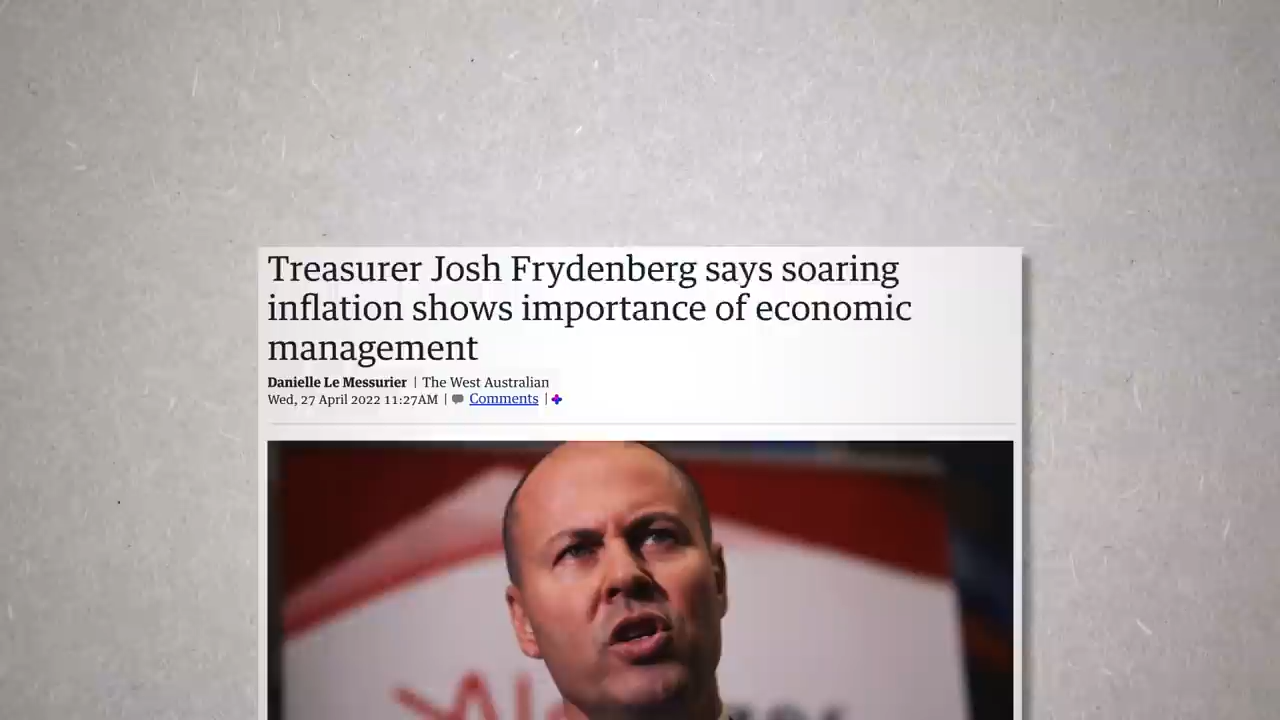 Treasurer Josh Frydenberg says soaring
inflation shows importance of economic
management
Danielle Le Messurier | The West Australian
Wed, 27 April 2022 11:27AM | Comments |